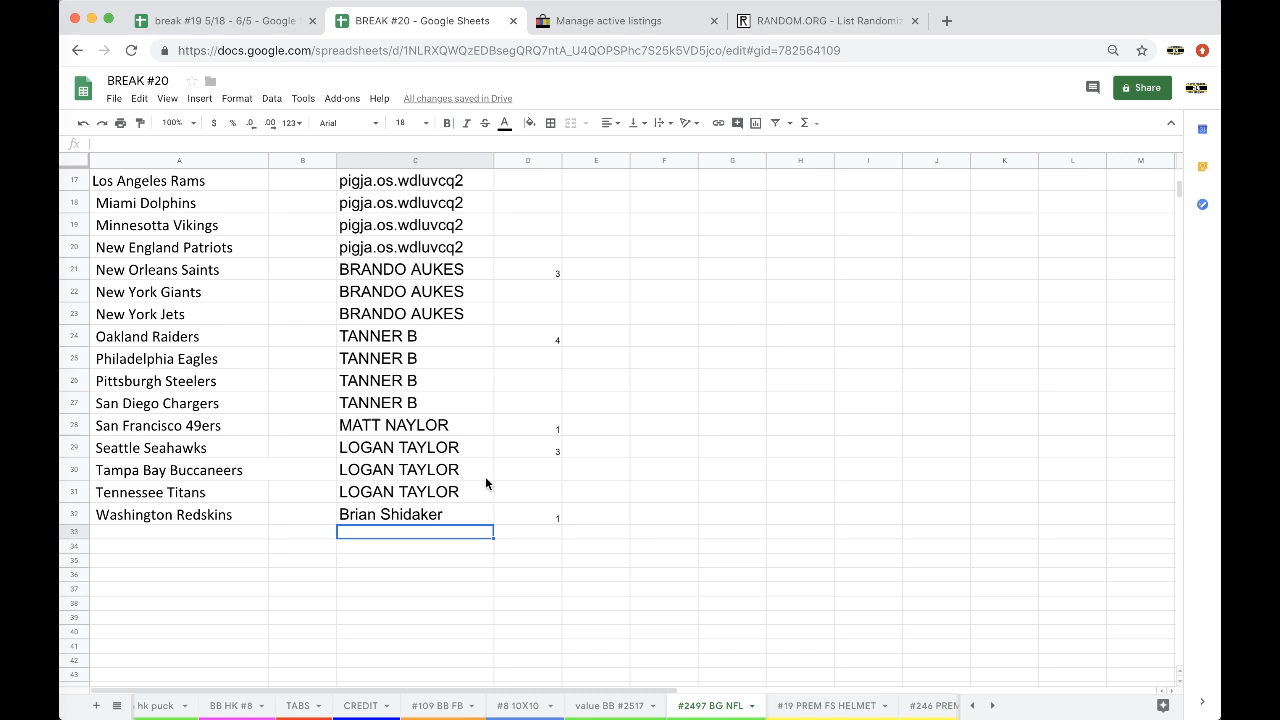 break #19 5/18 - 6/5 - Google
BREAK #20 - Google Sheets
Manage active listings
RANDOM.ORG - List Randomiz
https://docs.google.com/spreadsheets/d/1NLRXQWQzEDBsegQRQ7ntA_U4QOPSPhc7S25k5VD5jco/edit#gid=782564109
BREAK #20
File Edit View Insert Format Data Tools Add-ons Help All changes saved in Drive
Share
100% $ % .0 .00 123 Arial 18 B I S A
fx
A B C D E F G H I J K L M
17 Los Angeles Rams pigja.os.wdluvcq2
18 Miami Dolphins pigja.os.wdluvcq2
19 Minnesotta Vikings pigja.os.wdluvcq2
20 New England Patriots pigja.os.wdluvcq2
21 New Orleans Saints BRANDO AUKES 3
22 New York Giants BRANDO AUKES
23 New York Jets BRANDO AUKES
24 Oakland Raiders TANNER B 4
25 Philadelphia Eagles TANNER B
26 Pittsburgh Steelers TANNER B
27 San Diego Chargers TANNER B
28 San Francisco 49ers MATT NAYLOR 1
29 Seattle Seahawks LOGAN TAYLOR 3
30 Tampa Bay Buccaneers LOGAN TAYLOR
31 Tennessee Titans LOGAN TAYLOR
32 Washington Redskins Brian Shidaker 1
33
34
35
36
37
38
39
40
41
42
43
hk puck BB HK #8 TABS CREDIT #109 BB FB #8 10X10 value BB #2517 #2497 BG NFL #19 PREM FS HELMET #246 PREM